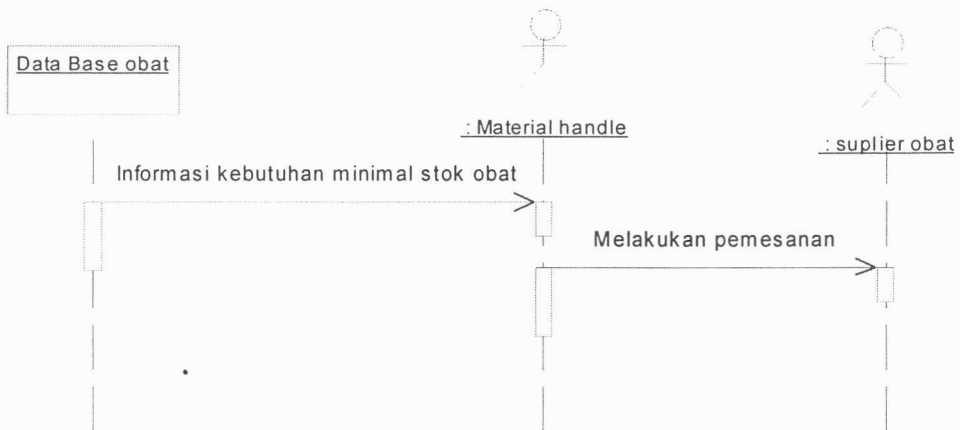 Data Base obat
: Material handle
: suplier obat
Informasi kebutuhan minimal stok obat
Melakukan pemesanan